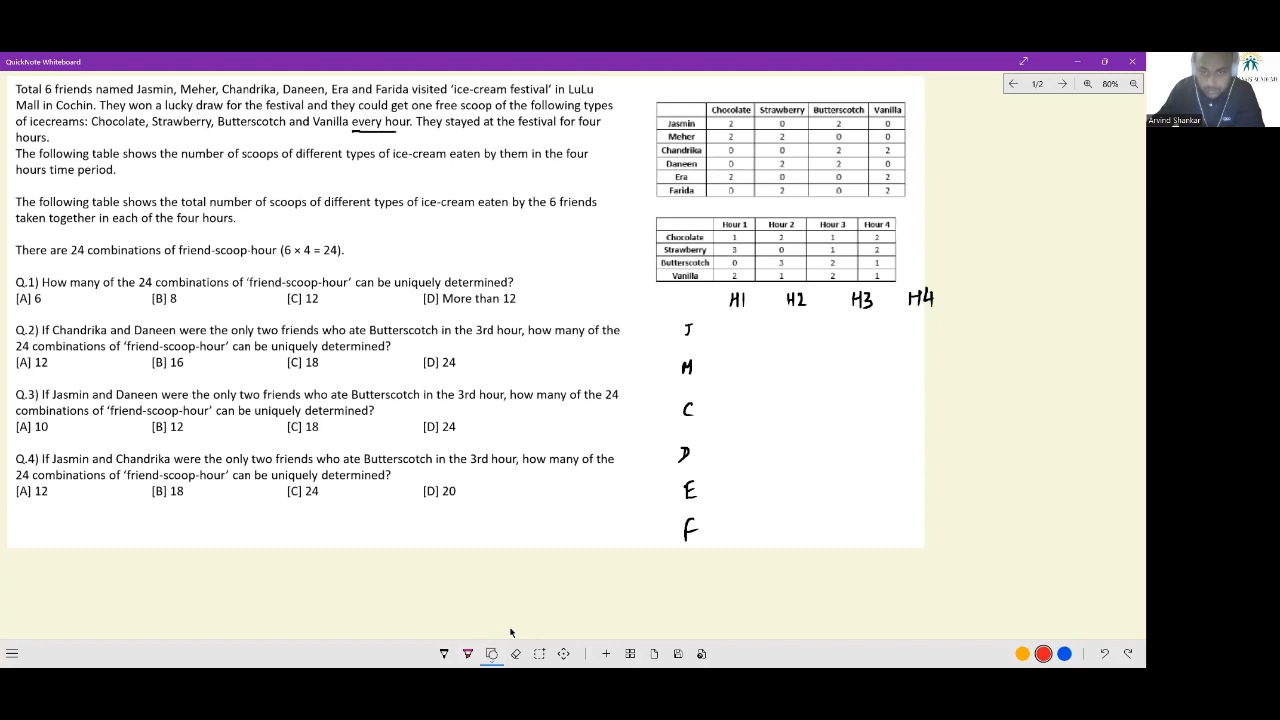 QuickNote Whiteboard
Total 6 friends named Jasmin, Meher, Chandrika, Daneen, Era and Farida visited 'ice-cream festival' in LuLu
Mall in Cochin. They won a lucky draw for the festival and they could get one free scoop of the following types
of icecreams: Chocolate, Strawberry, Butterscotch and Vanilla every hour. They stayed at the festival for four
hours.
The following table shows the number of scoops of different types of ice-cream eaten by them in the four
hours time period.
The following table shows the total number of scoops of different types of ice-cream eaten by the 6 friends
taken together in each of the four hours.
There are 24 combinations of friend-scoop-hour (6 × 4 = 24).
Q.1) How many of the 24 combinations of 'friend-scoop-hour' can be uniquely determined?
[A] 6 [B] 8 [C] 12 [D] More than 12
Q.2) If Chandrika and Daneen were the only two friends who ate Butterscotch in the 3rd hour, how many of the
24 combinations of 'friend-scoop-hour' can be uniquely determined?
[A] 12 [B] 16 [C] 18 [D] 24
Q.3) If Jasmin and Daneen were the only two friends who ate Butterscotch in the 3rd hour, how many of the 24
combinations of 'friend-scoop-hour' can be uniquely determined?
[A] 10 [B] 12 [C] 18 [D] 24
Q.4) If Jasmin and Chandrika were the only two friends who ate Butterscotch in the 3rd hour, how many of the
24 combinations of 'friend-scoop-hour' can be uniquely determined?
[A] 12 [B] 18 [C] 24 [D] 20
1/2 80%
Chocolate Strawberry Butterscotch Vanilla
Jasmin 2 0 2 0
Meher 2 2 0 0
Chandrika 0 0 2 2
Daneen 0 2 2 0
Era 2 0 0 2
Farida 0 2 0 2
Hour 1 Hour 2 Hour 3 Hour 4
Chocolate 1 2 1 2
Strawberry 3 0 1 2
Butterscotch 0 3 2 1
Vanilla 2 1 2 1
H1 H2 H3 H4
J
M
C
D
E
F
Arvind Shankar